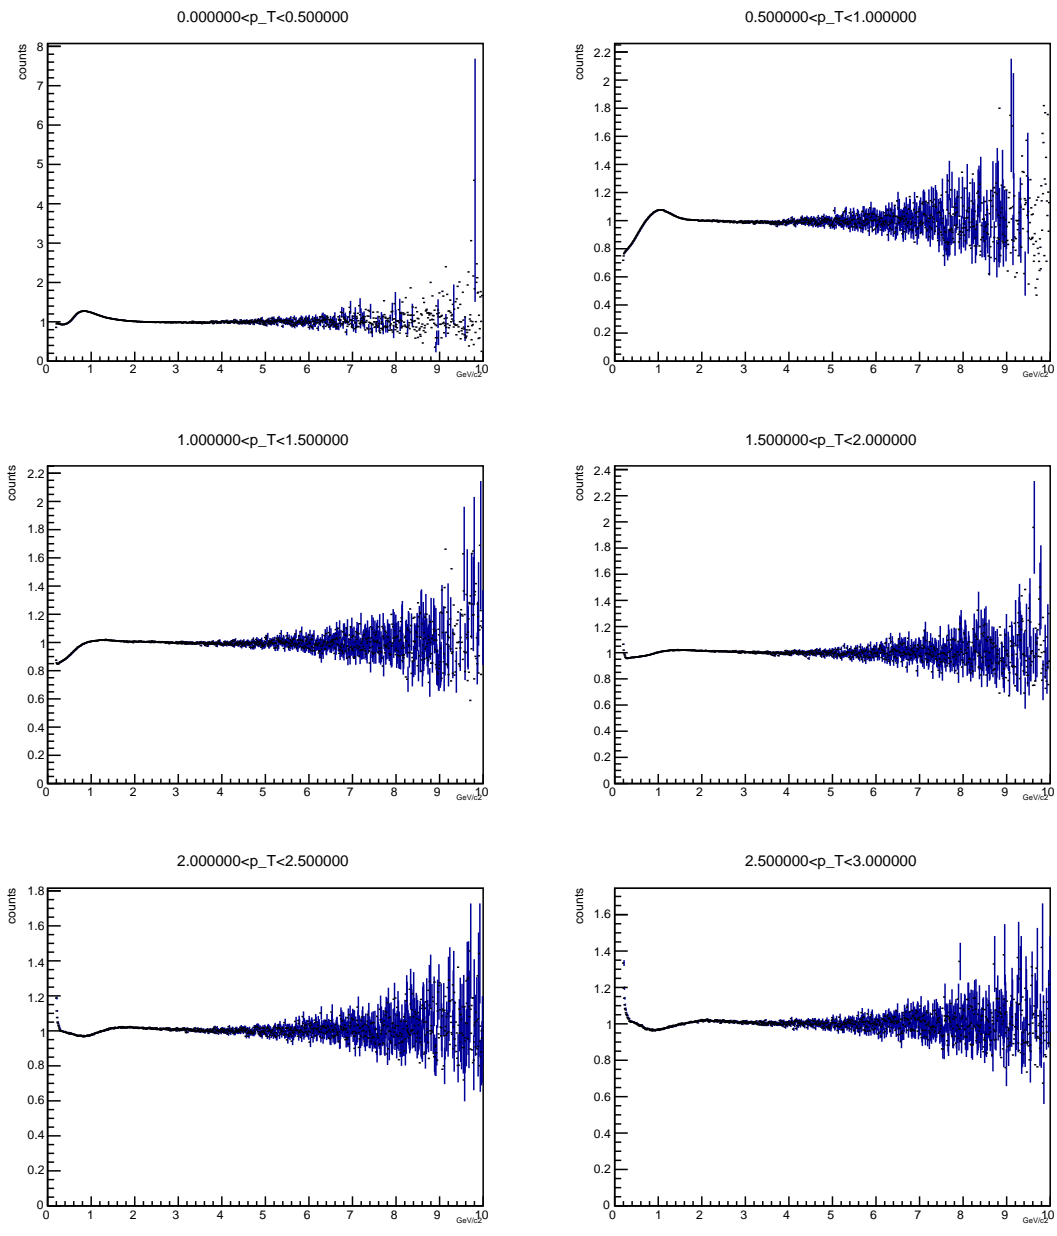 0.000000<p_T<0.500000
counts
8
7
6
5
4
3
2
1
0
0 1 2 3 4 5 6 7 8 9 10
GeV/c2
0.500000<p_T<1.000000
counts
2.2
2
1.8
1.6
1.4
1.2
1
0.8
0.6
0.4
0.2
0
0 1 2 3 4 5 6 7 8 9 10
GeV/c2
1.000000<p_T<1.500000
counts
2.2
2
1.8
1.6
1.4
1.2
1
0.8
0.6
0.4
0.2
0
0 1 2 3 4 5 6 7 8 9 10
GeV/c2
1.500000<p_T<2.000000
counts
2.4
2.2
2
1.8
1.6
1.4
1.2
1
0.8
0.6
0.4
0.2
0
0 1 2 3 4 5 6 7 8 9 10
GeV/c2
2.000000<p_T<2.500000
counts
1.8
1.6
1.4
1.2
1
0.8
0.6
0.4
0.2
0
0 1 2 3 4 5 6 7 8 9 10
GeV/c2
2.500000<p_T<3.000000
counts
1.6
1.4
1.2
1
0.8
0.6
0.4
0.2
0
0 1 2 3 4 5 6 7 8 9 10
GeV/c2